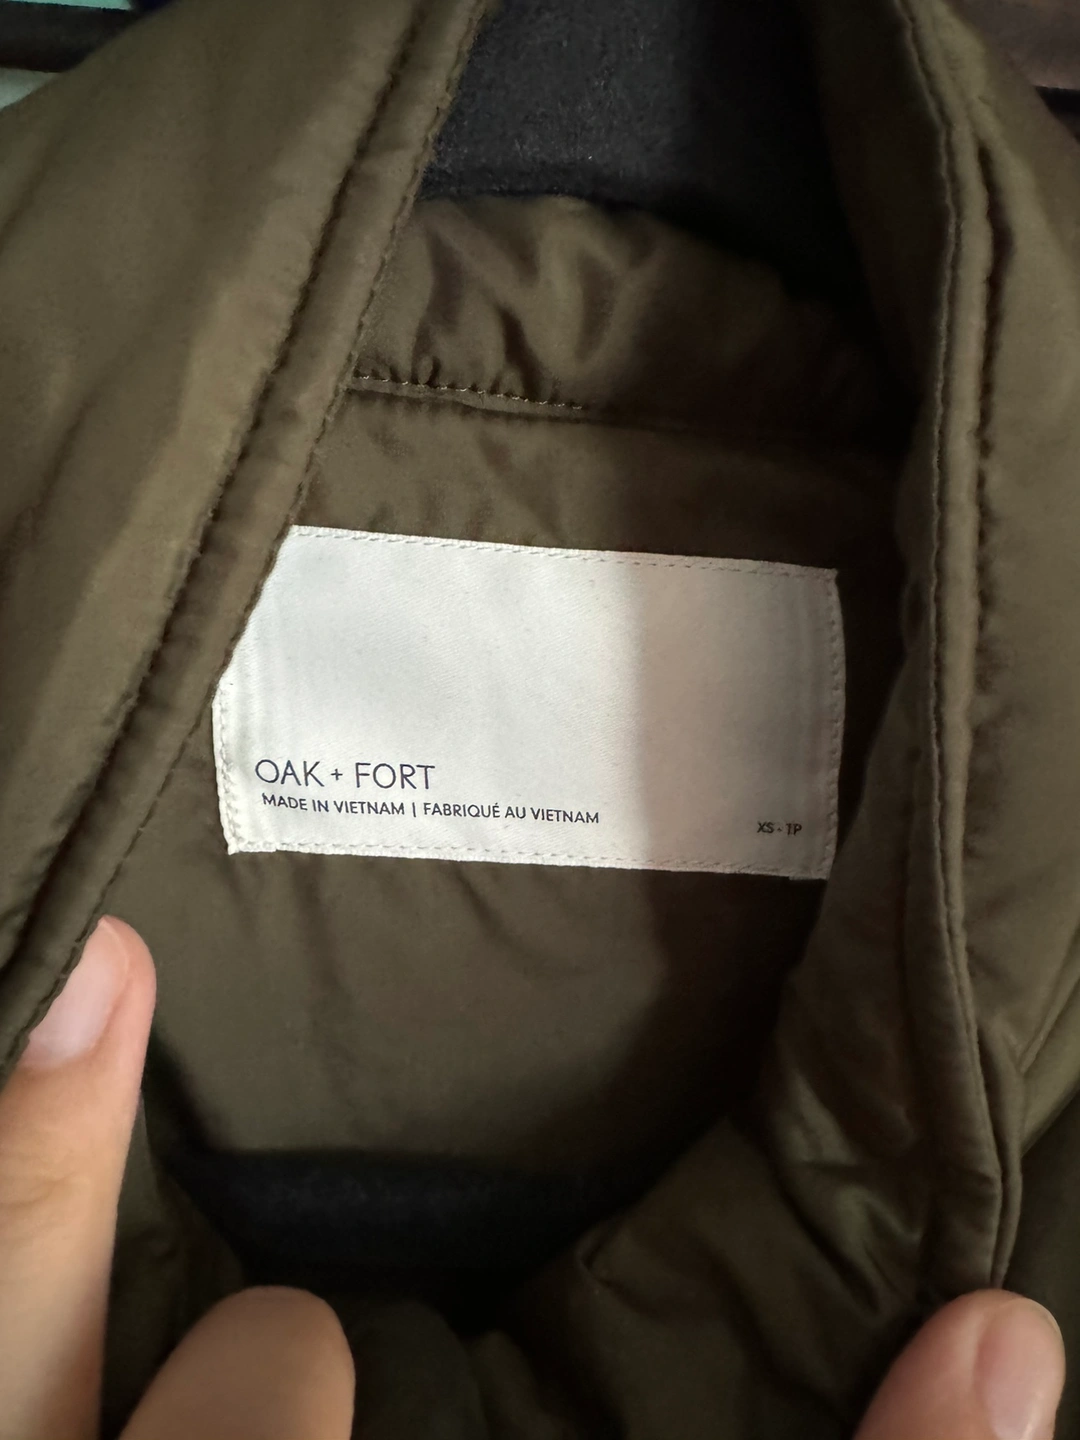 OAK + FORT
MADE IN VIETNAM | FABRIQUÉ AU VIETNAM
XS - TP